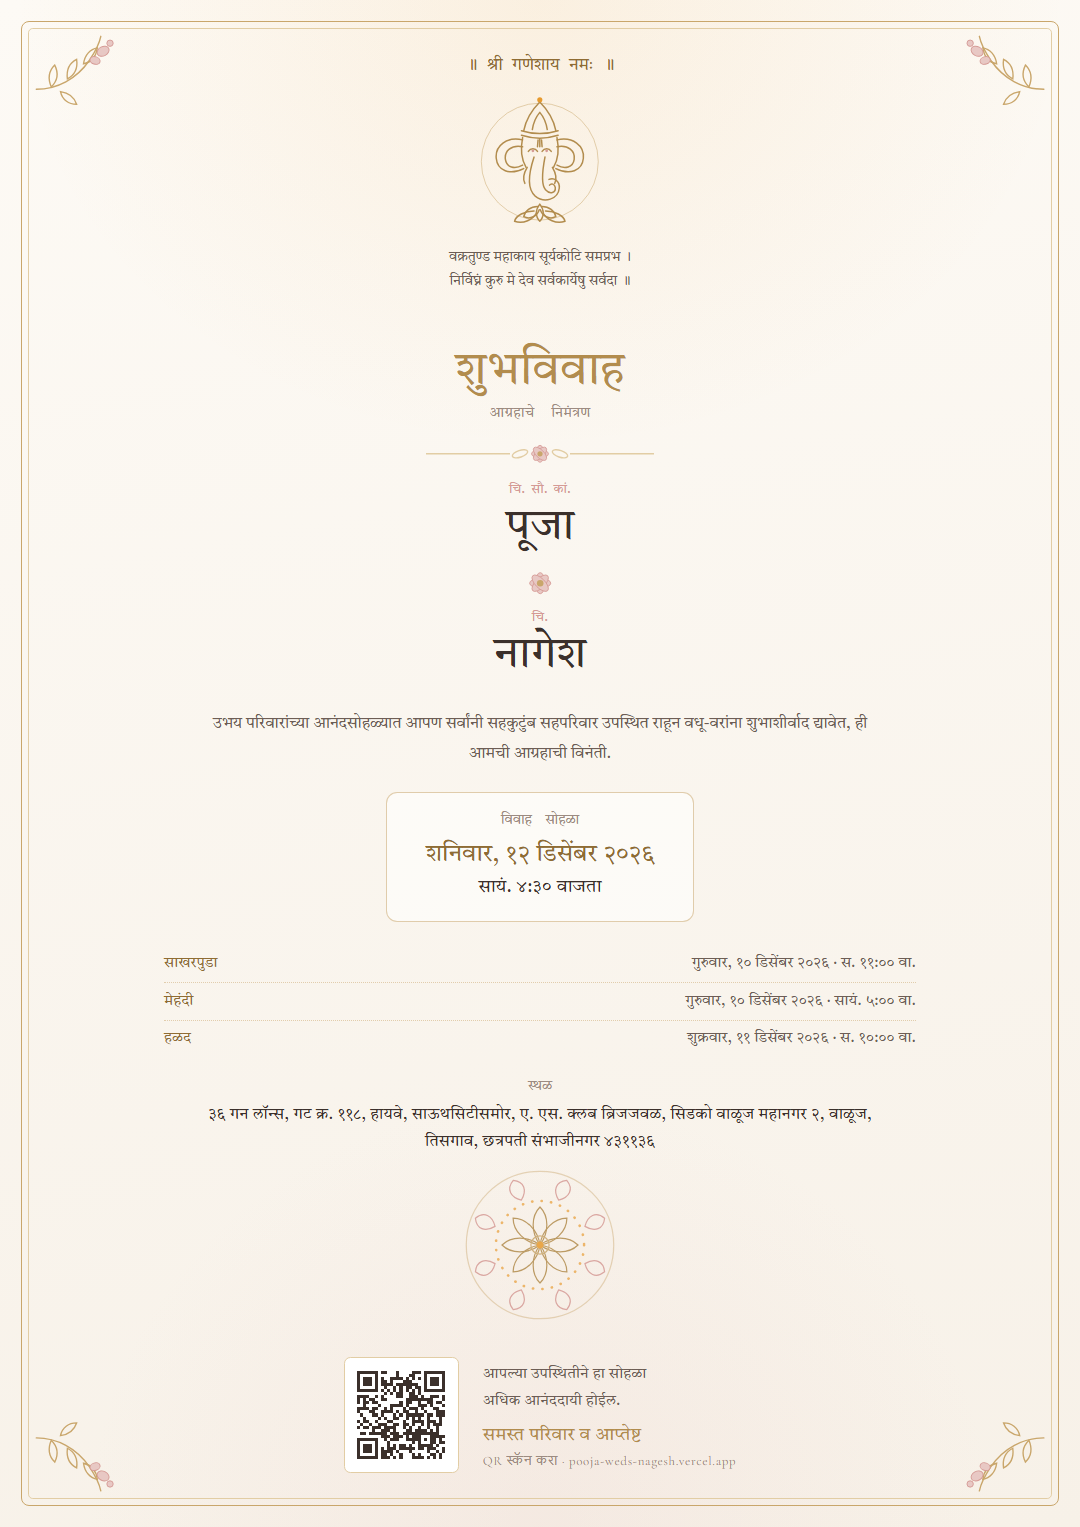 ॥ श्री गणेशाय नमः ॥
वक्रतुण्ड महाकाय सूर्यकोटि समप्रभ ।
निर्विघ्नं कुरु मे देव सर्वकार्येषु सर्वदा ॥
शुभविवाह
आग्रहाचे निमंत्रण
चि. सौ. कां.
पूजा
चि.
नागेश
उभय परिवारांच्या आनंदसोहळ्यात आपण सर्वांनी सहकुटुंब सहपरिवार उपस्थित राहून वधू-वरांना शुभाशीर्वाद द्यावेत, ही
आमची आग्रहाची विनंती.
विवाह सोहळा
शनिवार, १२ डिसेंबर २०२६
सायं. ४:३० वाजता
साखरपुडा गुरुवार, १० डिसेंबर २०२६ · स. ११:०० वा.
मेहंदी गुरुवार, १० डिसेंबर २०२६ · सायं. ५:०० वा.
हळद शुक्रवार, ११ डिसेंबर २०२६ · स. १०:०० वा.
स्थळ
३६ गन लॉन्स, गट क्र. ११८, हायवे, साऊथसिटीसमोर, ए. एस. क्लब ब्रिजजवळ, सिडको वाळूज महानगर २, वाळूज,
तिसगाव, छत्रपती संभाजीनगर ४३११३६
आपल्या उपस्थितीने हा सोहळा
अधिक आनंददायी होईल.
समस्त परिवार व आप्तेष्ट
QR स्कॅन करा · pooja-weds-nagesh.vercel.app